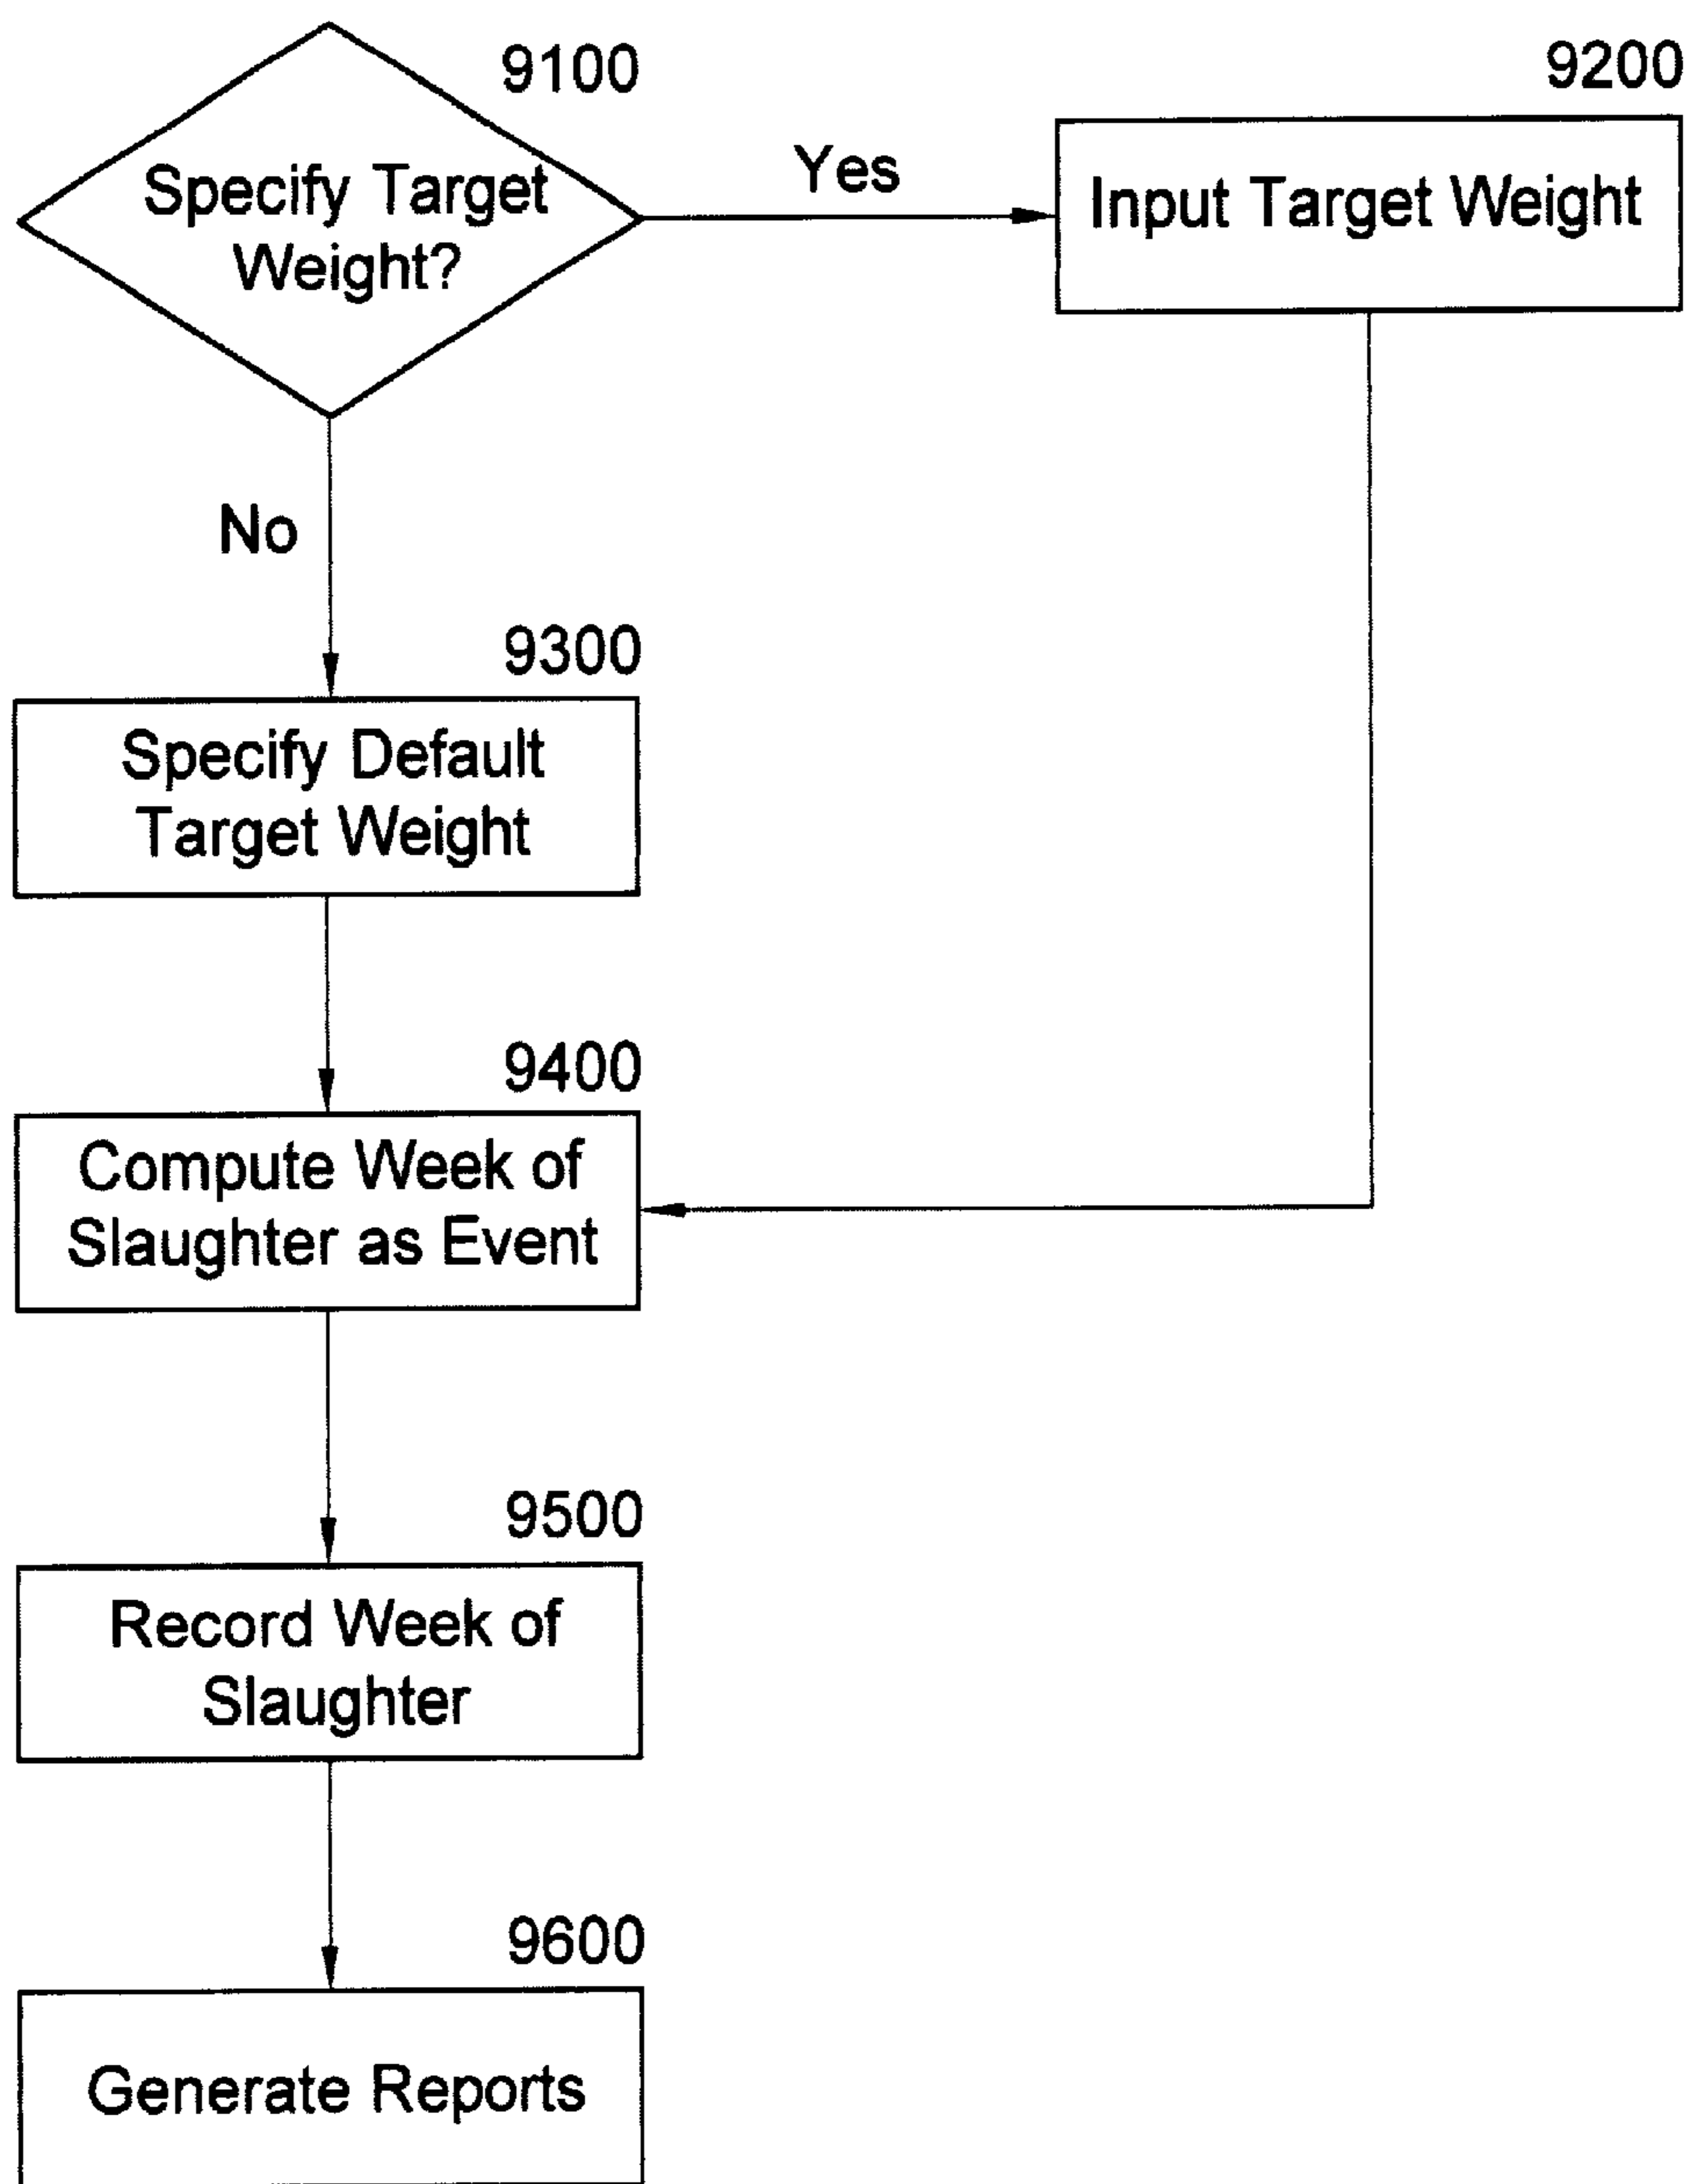 9100
Specify Target
Weight?
Yes
9200
Input Target Weight
No
9300
Specify Default
Target Weight
9400
Compute Week of
Slaughter as Event
9500
Record Week of
Slaughter
9600
Generate Reports